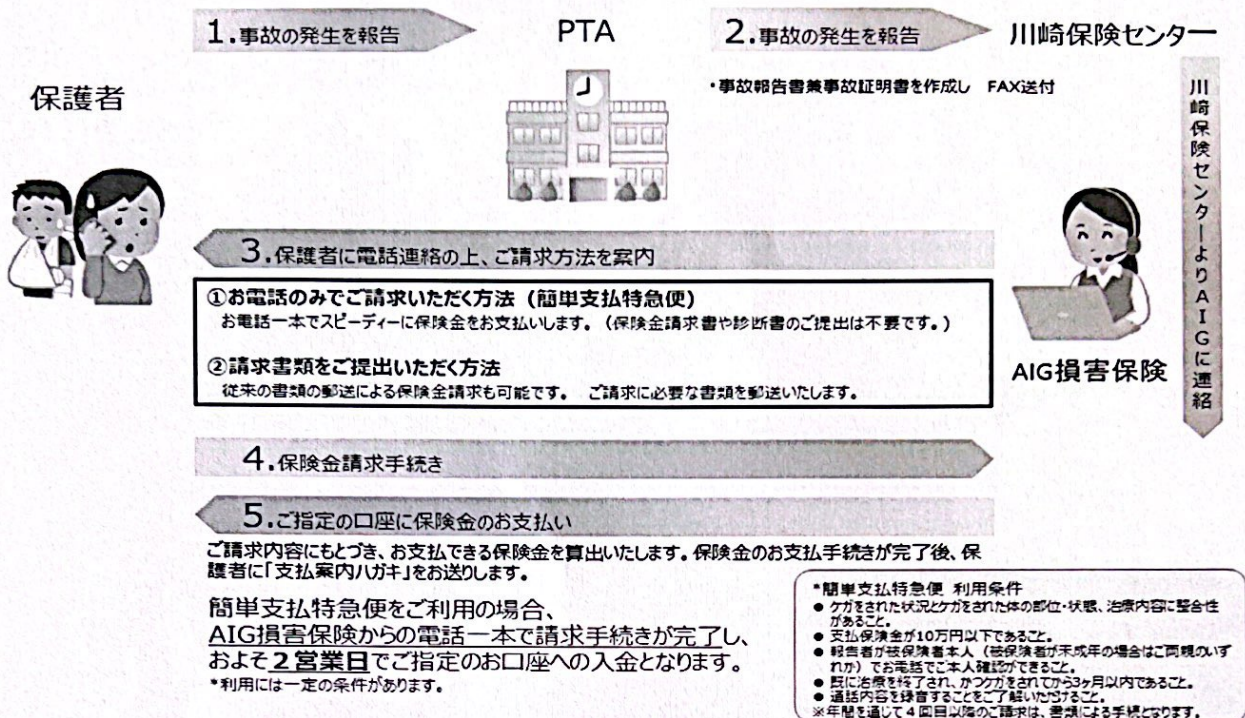 1.事故の発生を報告
PTA
2.事故の発生を報告
川崎保険センター
保護者
・事故報告書兼事故証明書を作成し　FAX送付
川崎保険センターよりAIGに連絡
3.保護者に電話連絡の上、ご請求方法を案内
①お電話のみでご請求いただく方法（簡単支払特急便）
お電話一本でスピーディーに保険金をお支払いします。（保険金請求書や診断書のご提出は不要です。）
②請求書類をご提出いただく方法
従来の書類の郵送による保険金請求も可能です。　ご請求に必要な書類を郵送いたします。
AIG損害保険
4.保険金請求手続き
5.ご指定の口座に保険金のお支払い
ご請求内容にもとづき、お支払できる保険金を算出いたします。保険金のお支払手続きが完了後、保
護者に「支払案内ハガキ」をお送りします。
簡単支払特急便をご利用の場合、
AIG損害保険からの電話一本で請求手続きが完了し、
およそ２営業日でご指定のお口座への入金となります。
*利用には一定の条件があります。
*簡単支払特急便 利用条件
● ケガをされた状況とケガをされた体の部位・状態、治療内容に整合性
があること。
● 支払保険金が10万円以下であること。
● 報告者が被保険者本人（被保険者が未成年の場合はご両親のいず
れか）でお電話でご本人確認ができること。
● 既に治療を終了され、かつケガをされてから3ヶ月以内であること。
● 通話内容を録音することをご了解いただけること。
※年間を通じて４回目以降のご請求は、書類による手続となります。